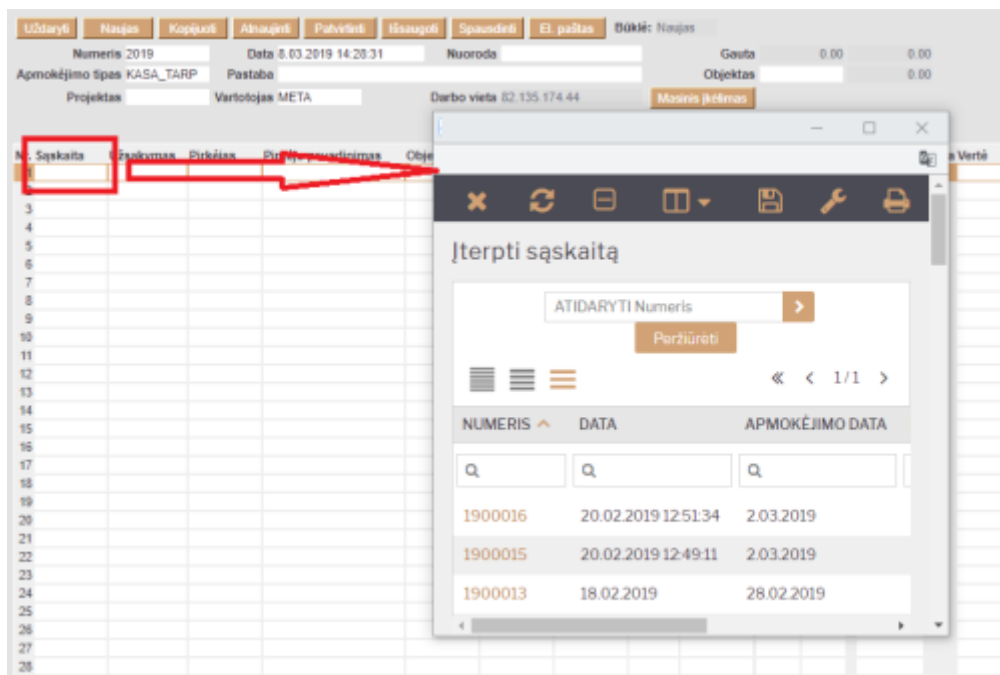 Uždaryti Naujas Kopijuoti Atnaujinti Patvirtinti Išsaugoti Spausdinti El. paštas Būklė: Naujas
Numeris 2019 Data 8.03.2019 14:28:31 Nuoroda Gauta 0.00 0.00
Apmokėjimo tipas KASA_TARP Pastaba Objektas 0.00
Projektas Vartotojas META Darbo vieta 82.135.174.44 Masinis įkėlimas
Nr. Sąskaita Užsakymas Pirkėjas Vertė
1
2
3
4
5
6
7
8
9
10
11
12
13
14
15
16
17
18
19
20
21
22
23
24
25
26
27
28
Įterpti sąskaitą
ATIDARYTI Numeris
Peržiūrėti
1/1
NUMERIS DATA APMOKĖJIMO DATA
1900016 20.02.2019 12:51:34 2.03.2019
1900015 20.02.2019 12:49:11 2.03.2019
1900013 18.02.2019 28.02.2019